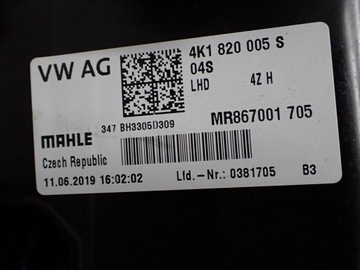 VW AG
4K1 820 005 S
04S
LHD 4Z H
347 BH3305D309
MR867001 705
MAHLE
Czech Republic
11.06.2019 16:02:02
Lfd.-Nr.: 0381705
B3